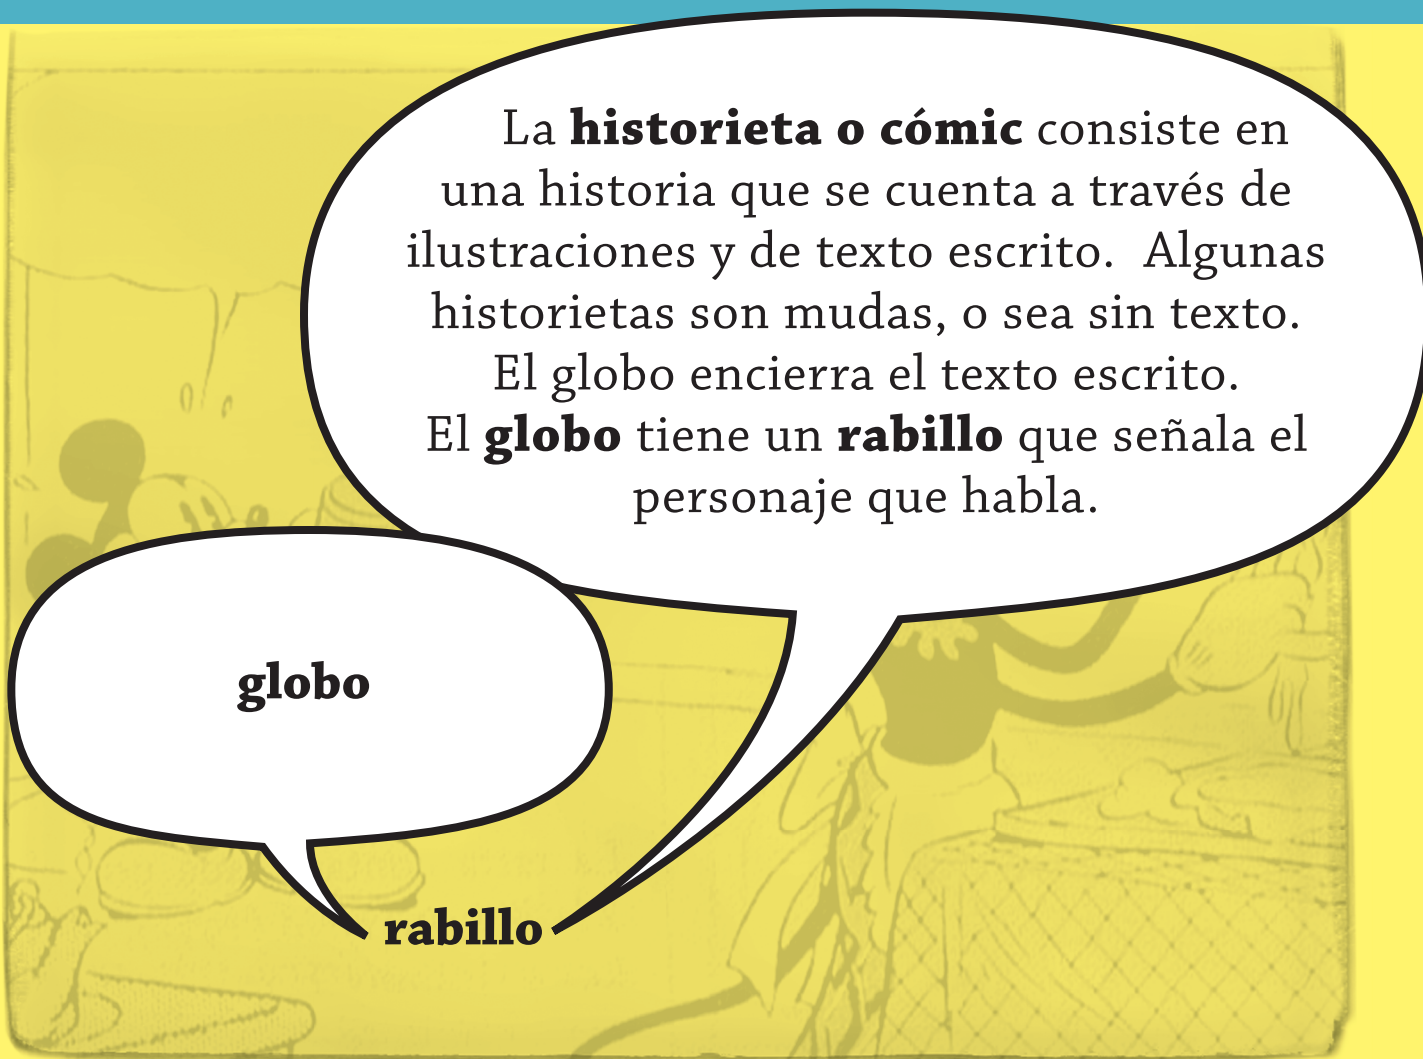 La historieta o cómic consiste en
una historia que se cuenta a través de
ilustraciones y de texto escrito.  Algunas
historietas son mudas, o sea sin texto.
El globo encierra el texto escrito.
El globo tiene un rabillo que señala el
personaje que habla.
globo
rabillo